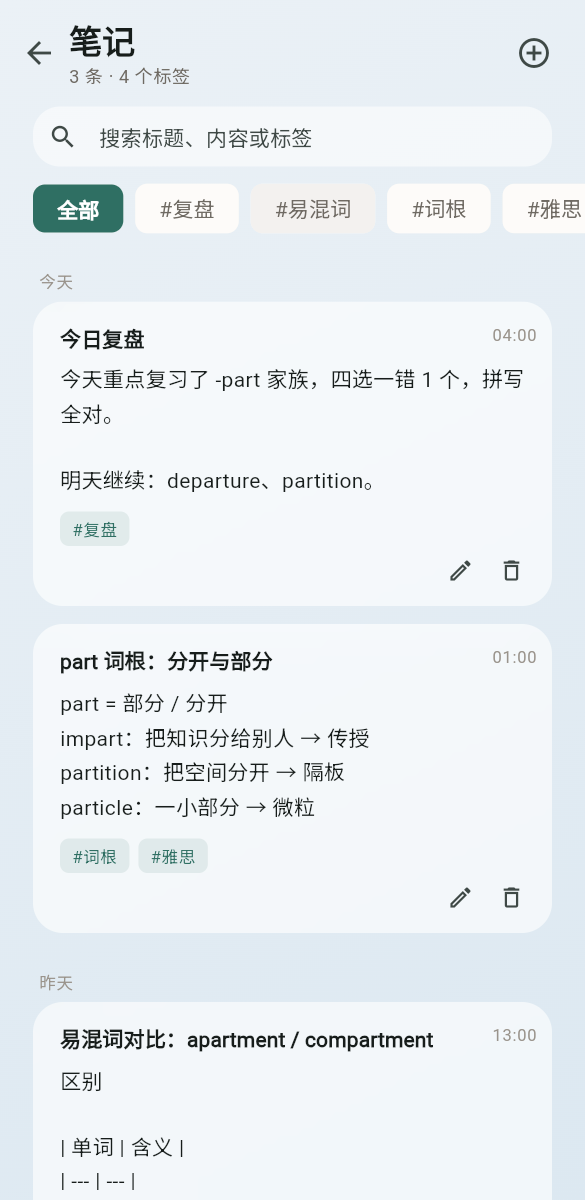 笔记
3 条 · 4 个标签
搜索标题、内容或标签
全部 #复盘 #易混词 #词根 #雅思
今天
今日复盘 04:00
今天重点复习了 -part 家族，四选一错 1 个，拼写
全对。
明天继续：departure、partition。
#复盘
part 词根：分开与部分 01:00
part = 部分 / 分开
impart：把知识分给别人 → 传授
partition：把空间分开 → 隔板
particle：一小部分 → 微粒
#词根 #雅思
昨天
易混词对比：apartment / compartment 13:00
区别
| 单词 | 含义 |
| --- | --- |